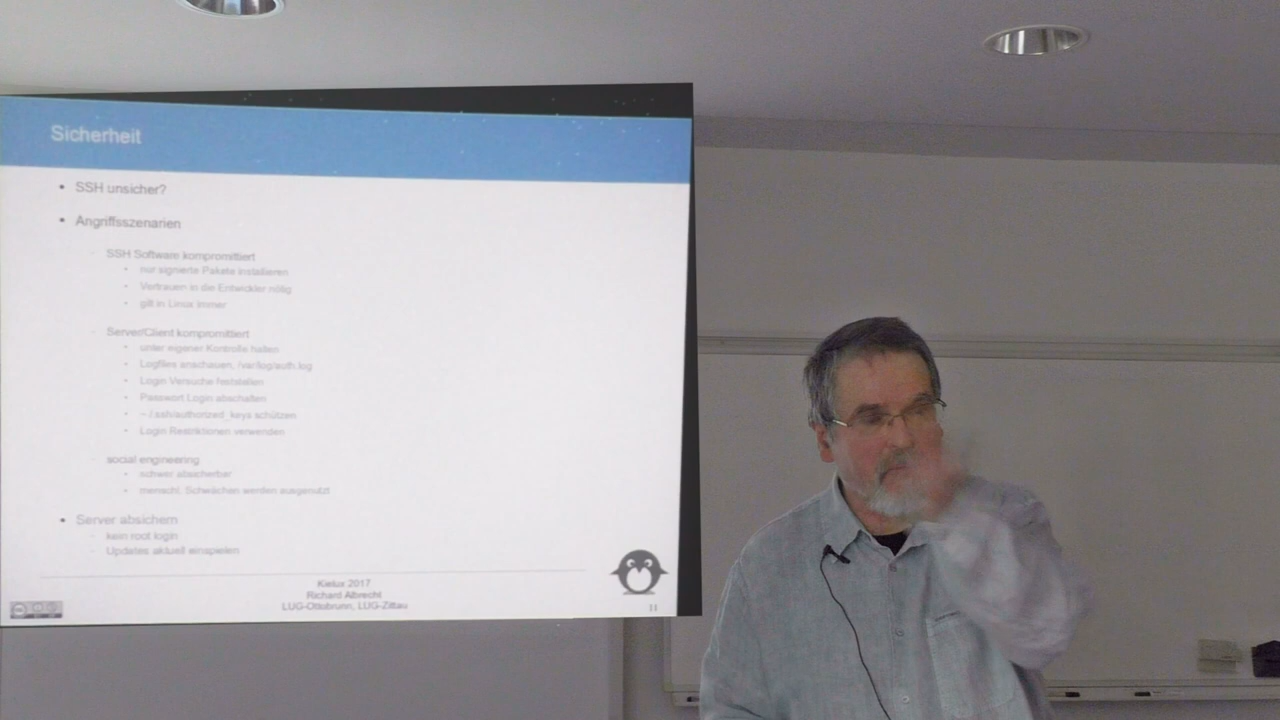 Sicherheit
SSH unsicher?
Angriffsszenarien
SSH Software kompromittiert
nur signierte Pakete installieren
Vertrauen in die Entwickler nötig
gilt in Linux immer
Server/Client kompromittiert
unter eigener Kontrolle halten
Logfiles anschauen, /var/log/auth.log
Login Versuche feststellen
Passwort Login abschalten
~/.ssh/authorized_keys schützen
Login Restriktionen verwenden
social engineering
schwer absicherbar
menschl. Schwächen werden ausgenutzt
Server absichern
kein root login
Updates aktuell einspielen
Kielux 2017
Richard Albrecht
LUG-Ottobrunn, LUG-Zittau
11